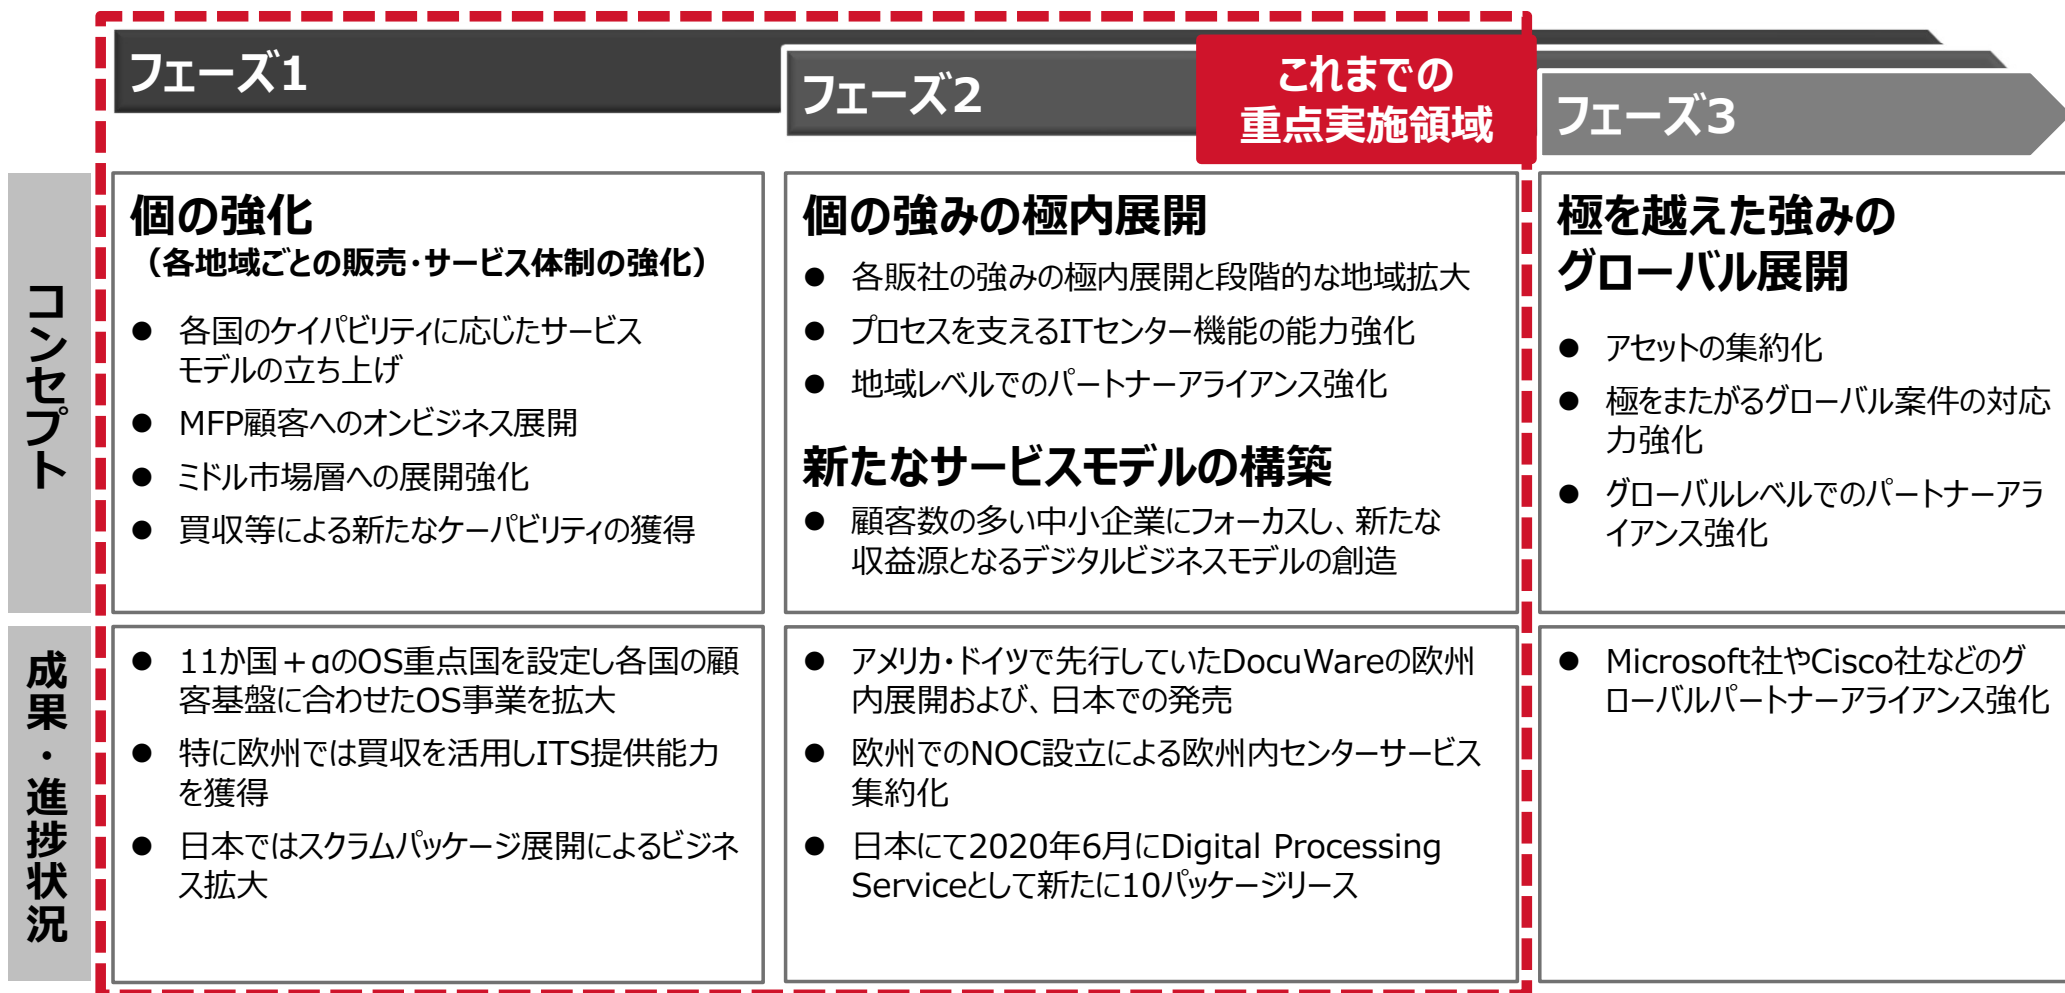 フェーズ1
フェーズ2
これまでの
重点実施領域
フェーズ3
コンセプト
個の強化
（各地域ごとの販売・サービス体制の強化）
● 各国のケイパビリティに応じたサービス
モデルの立ち上げ
● MFP顧客へのオンビジネス展開
● ミドル市場層への展開強化
● 買収等による新たなケーパビリティの獲得
個の強みの極内展開
● 各販社の強みの極内展開と段階的な地域拡大
● プロセスを支えるITセンター機能の能力強化
● 地域レベルでのパートナーアライアンス強化
新たなサービスモデルの構築
● 顧客数の多い中小企業にフォーカスし、新たな
収益源となるデジタルビジネスモデルの創造
極を越えた強みの
グローバル展開
● アセットの集約化
● 極をまたがるグローバル案件の対応
力強化
● グローバルレベルでのパートナーアラ
イアンス強化
成果・進捗状況
● 11か国＋αのOS重点国を設定し各国の顧
客基盤に合わせたOS事業を拡大
● 特に欧州では買収を活用しITS提供能力
を獲得
● 日本ではスクラムパッケージ展開によるビジネ
ス拡大
● アメリカ・ドイツで先行していたDocuWareの欧州
内展開および、日本での発売
● 欧州でのNOC設立による欧州内センターサービス
集約化
● 日本にて2020年6月にDigital Processing
Serviceとして新たに10パッケージリース
● Microsoft社やCisco社などのグ
ローバルパートナーアライアンス強化